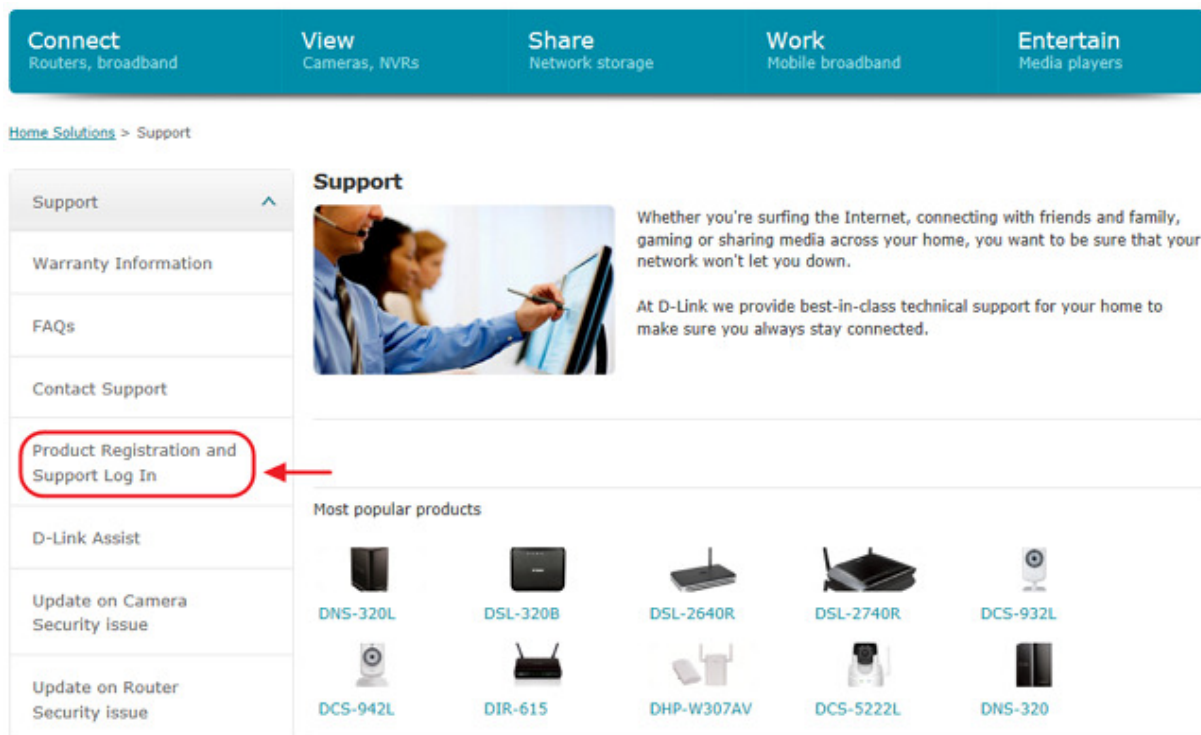 Connect
Routers, broadband
View
Cameras, NVRs
Share
Network storage
Work
Mobile broadband
Entertain
Media players
Home Solutions > Support
Support
Warranty Information
FAQs
Contact Support
Product Registration and
Support Log In
D-Link Assist
Update on Camera
Security issue
Update on Router
Security issue
Support
Whether you're surfing the Internet, connecting with friends and family,
gaming or sharing media across your home, you want to be sure that your
network won't let you down.
At D-Link we provide best-in-class technical support for your home to
make sure you always stay connected.
Most popular products
DNS-320L
DSL-320B
DSL-2640R
DSL-2740R
DCS-932L
DCS-942L
DIR-615
DHP-W307AV
DCS-5222L
DNS-320